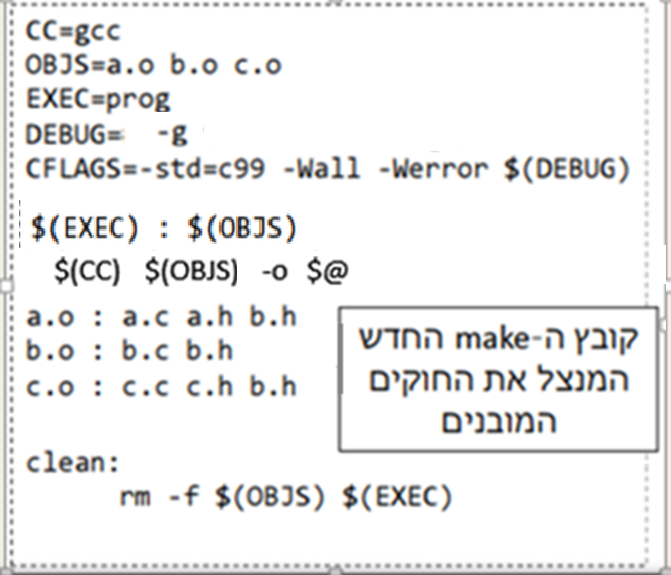 CC=gcc
OBJS=a.o b.o c.o
EXEC=prog
DEBUG= -g
CFLAGS=-std=c99 -Wall -Werror $(DEBUG)
$(EXEC) : $(OBJS)
$(CC) $(OBJS) -o $@
a.o : a.c a.h b.h
b.o : b.c b.h
c.o : c.c c.h b.h
קובץ ה-make החדש
המנצל את החוקים
המובנים
clean:
rm -f $(OBJS) $(EXEC)